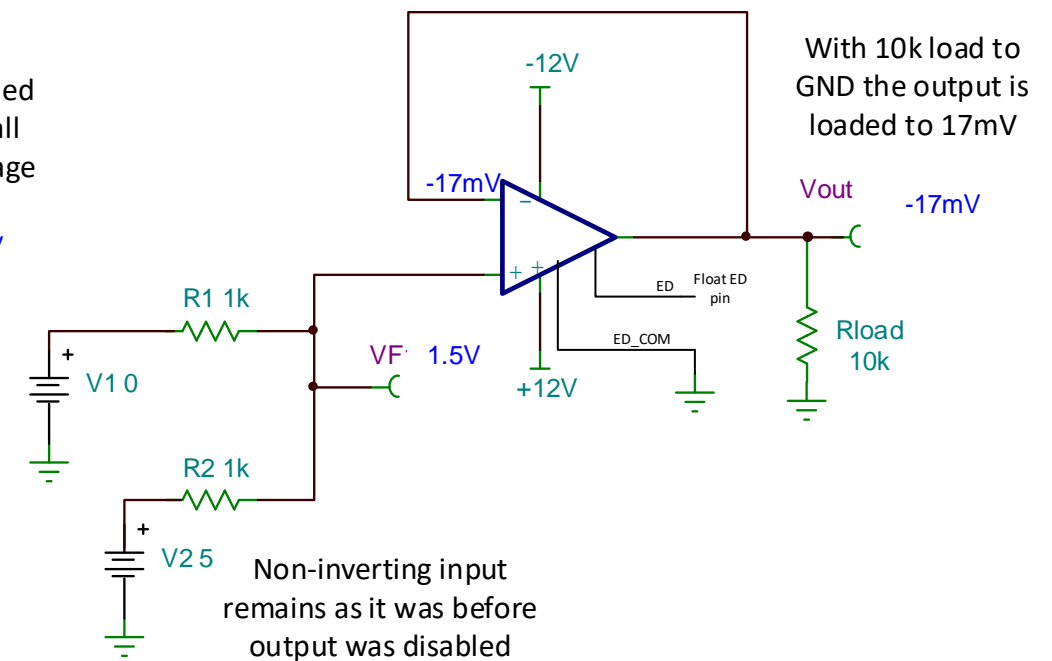 With 10k load to
GND the output is
loaded to 17mV
-12V
-17mV
Vout
-17mV
ED
Float ED
pin
ED_COM
+12V
R1 1k
VF
1.5V
V1 0
Rload
10k
R2 1k
V2 5
Non-inverting input
remains as it was before
output was disabled